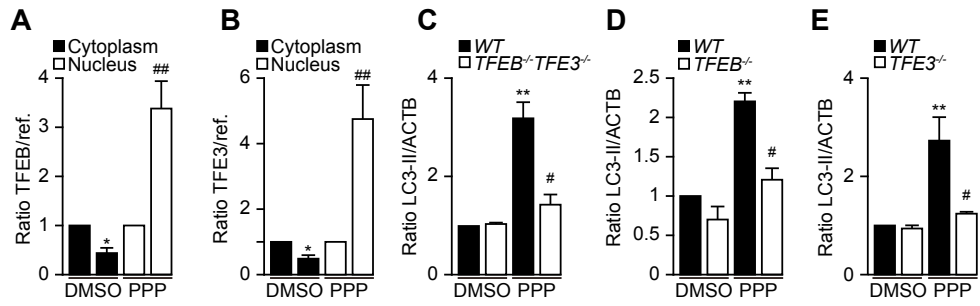 A
Cytoplasm
Nucleus
Ratio TFEB/ref.
4
3
2
1
0
*
##
DMSO PPP
B
Cytoplasm
Nucleus
Ratio TFE3/ref.
6
4
2
1
0
*
##
DMSO PPP
C
WT
TFEB-/-TFE3-/-
Ratio LC3-II/ACTB
4
2
1
0
**
#
DMSO PPP
D
WT
TFEB-/-
Ratio LC3-II/ACTB
2.5
2
1.5
1
0.5
0
**
#
DMSO PPP
E
WT
TFE3-/-
Ratio LC3-II/ACTB
4
2
1
0
**
#
DMSO PPP